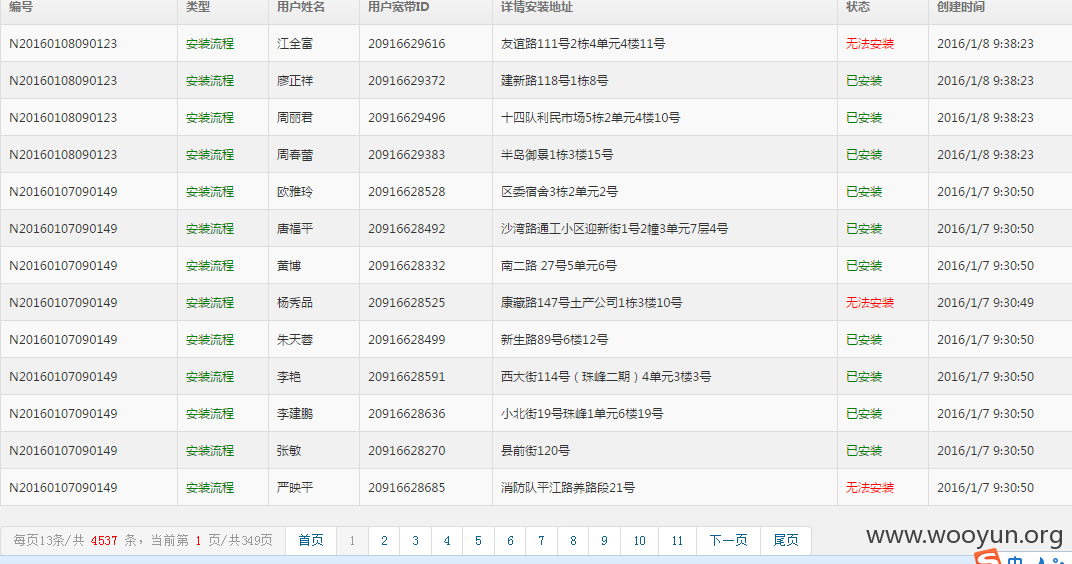 编号 类型 用户姓名 用户宽带ID 详情安装地址 状态 创建时间
N20160108090123 安装流程 江全富 20916629616 友谊路111号2栋4单元4楼11号 无法安装 2016/1/8 9:38:23
N20160108090123 安装流程 廖正祥 20916629372 建新路118号1栋8号 已安装 2016/1/8 9:38:23
N20160108090123 安装流程 周丽君 20916629496 十四队利民市场5栋2单元4楼10号 已安装 2016/1/8 9:38:23
N20160108090123 安装流程 周春蕾 20916629383 半岛御景1栋3楼15号 已安装 2016/1/8 9:38:23
N20160107090149 安装流程 欧雅玲 20916628528 区委宿舍3栋2单元2号 已安装 2016/1/7 9:30:50
N20160107090149 安装流程 唐福平 20916628492 沙湾路通工小区迎新街1号2幢3单元7层4号 已安装 2016/1/7 9:30:50
N20160107090149 安装流程 黄博 20916628332 南二路 27号5单元6号 已安装 2016/1/7 9:30:50
N20160107090149 安装流程 杨秀品 20916628525 康藏路147号土产公司1栋3楼10号 无法安装 2016/1/7 9:30:49
N20160107090149 安装流程 朱天蓉 20916628499 新生路89号6楼12号 已安装 2016/1/7 9:30:50
N20160107090149 安装流程 李艳 20916628591 西大街114号（珠峰二期）4单元3楼3号 已安装 2016/1/7 9:30:50
N20160107090149 安装流程 李建鹏 20916628636 小北街19号珠峰1单元6楼19号 已安装 2016/1/7 9:30:50
N20160107090149 安装流程 张敏 20916628270 县前街120号 已安装 2016/1/7 9:30:50
N20160107090149 安装流程 严映平 20916628685 消防队平江路养路段21号 无法安装 2016/1/7 9:30:50
每页13条/共 4537 条，当前第 1 页/共349页 首页 1 2 3 4 5 6 7 8 9 10 11 下一页 尾页
www.wooyun.org